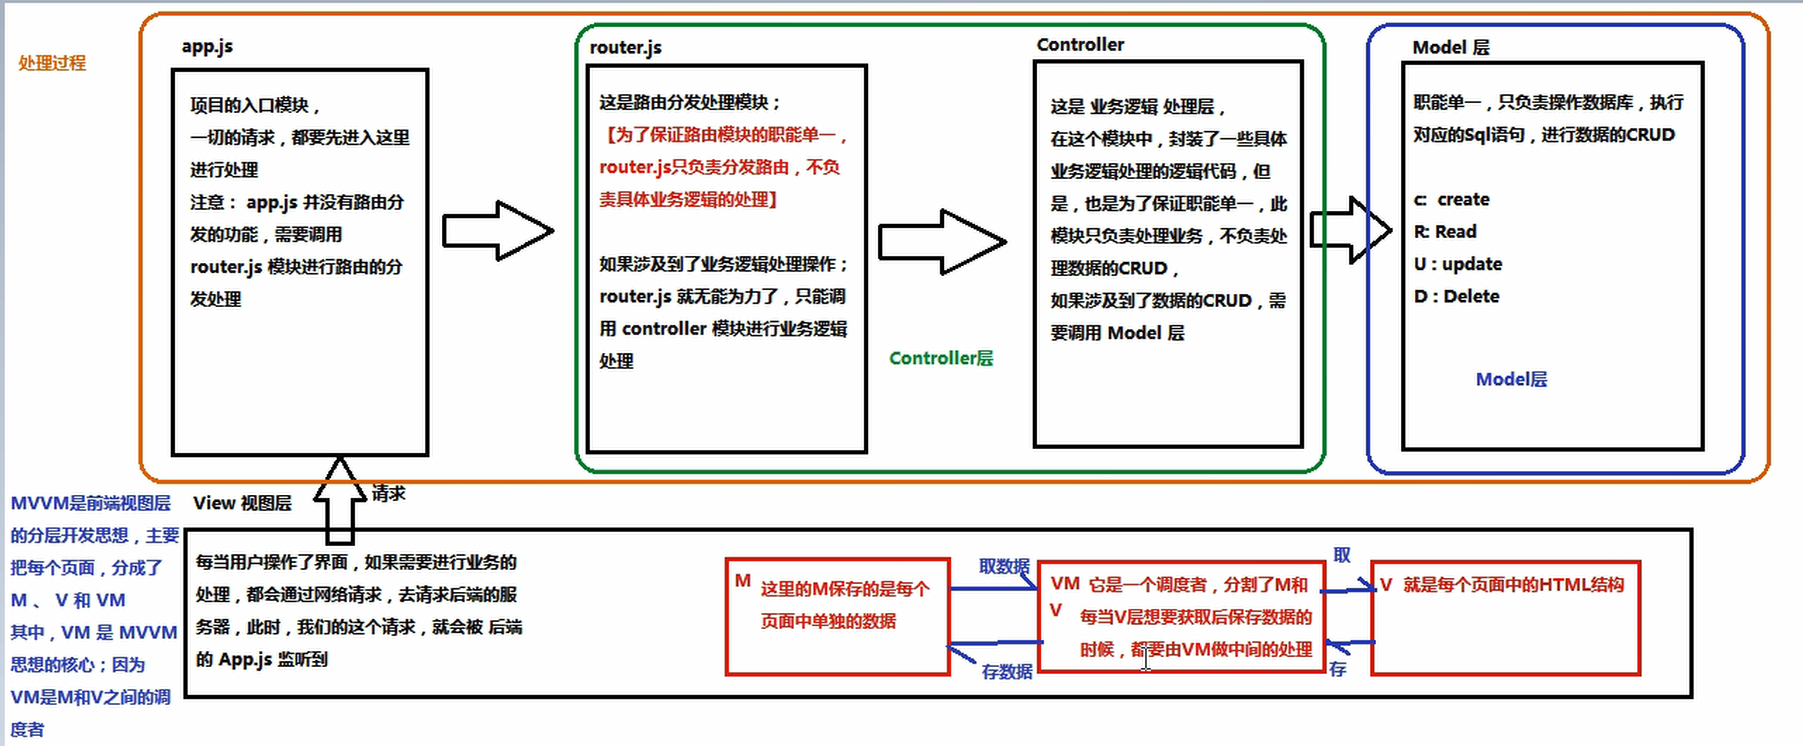 处理过程
app.js
项目的入口模块，
一切的请求，都要先进入这里
进行处理
注意： app.js 并没有路由分
发的功能，需要调用
router.js 模块进行路由的分
发处理
router.js
这是路由分发处理模块；
【为了保证路由模块的职能单一，
router.js只负责分发路由，不负
责具体业务逻辑的处理】
如果涉及到了业务逻辑处理操作；
router.js 就无能为力了，只能调
用 controller 模块进行业务逻辑
处理
Controller层
Controller
这是 业务逻辑 处理层，
在这个模块中，封装了一些具体
业务逻辑处理的逻辑代码，但
是，也是为了保证职能单一，此
模块只负责处理业务，不负责处
理数据的CRUD，
如果涉及到了数据的CRUD，需
要调用 Model 层
Model 层
职能单一，只负责操作数据库，执行
对应的Sql语句，进行数据的CRUD
c: create
R: Read
U : update
D : Delete
Model层
MVVM是前端视图层
的分层开发思想，主要
把每个页面，分成了
M 、 V 和 VM
其中，VM 是 MVVM
思想的核心；因为
VM是M和V之间的调
度者
View 视图层
请求
每当用户操作了界面，如果需要进行业务的
处理，都会通过网络请求，去请求后端的服
务器，此时，我们的这个请求，就会被 后端
的 App.js 监听到
M 这里的M保存的是每个
页面中单独的数据
取数据
存数据
VM 它是一个调度者，分割了M和
V 每当V层想要获取后保存数据的
时候，都要由VM做中间的处理
取
存
V 就是每个页面中的HTML结构